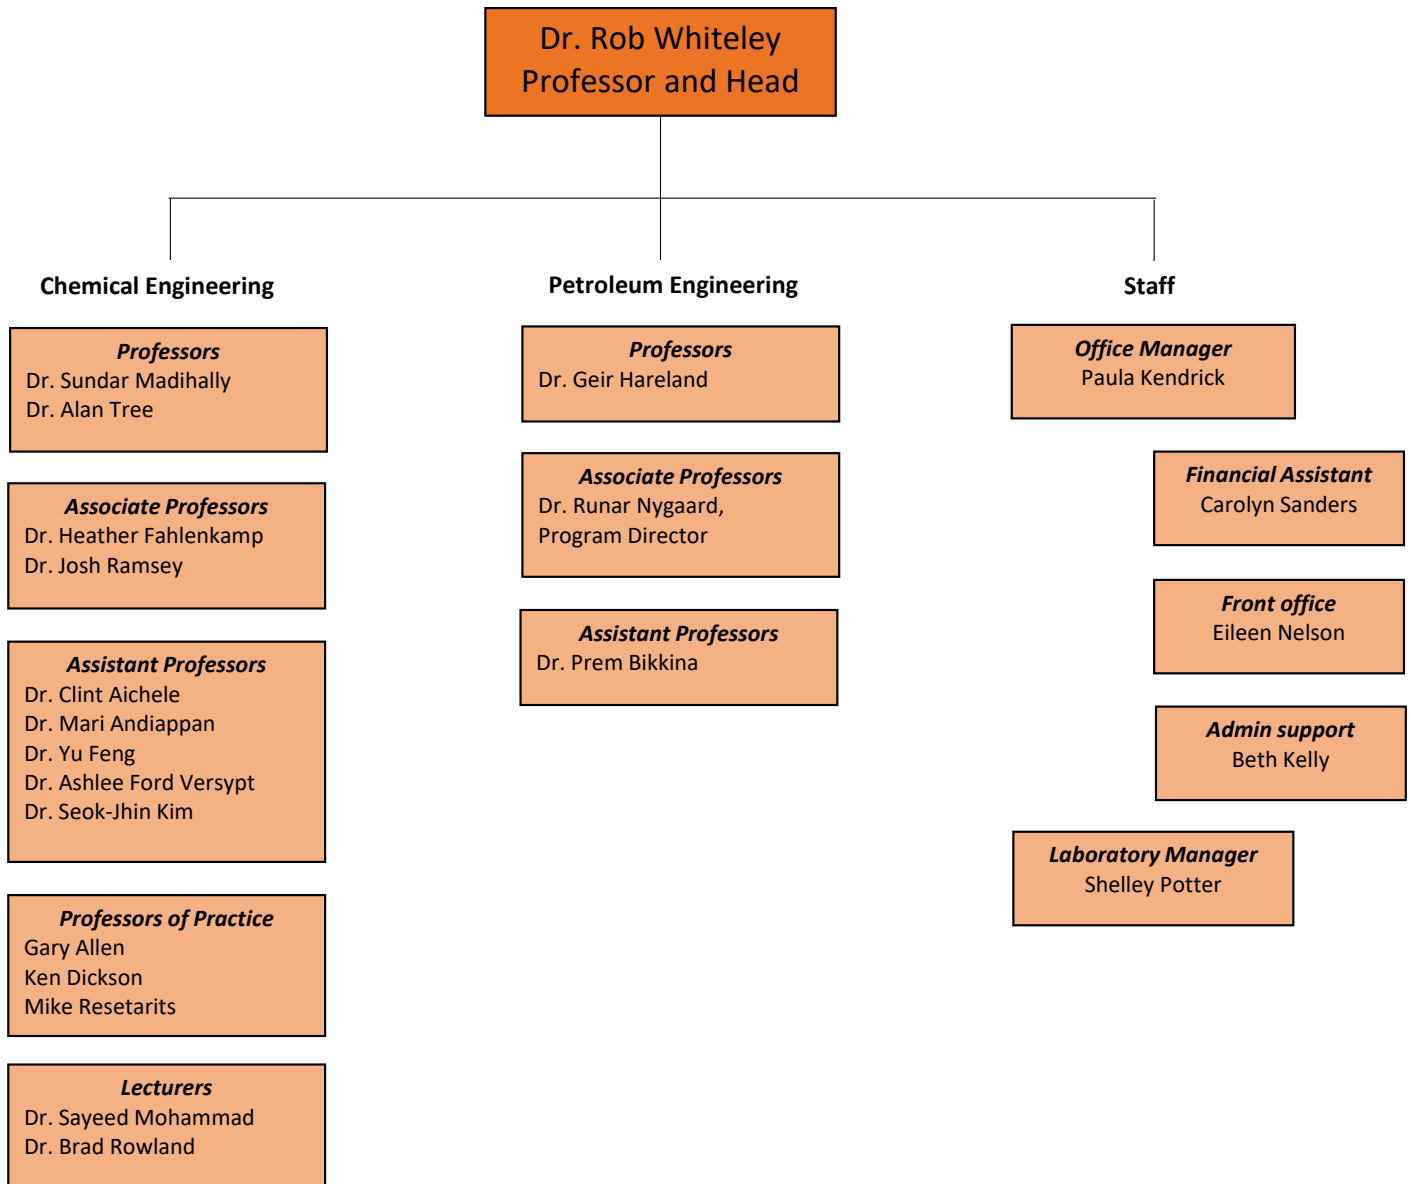 Dr. Rob Whiteley
Professor and Head
Chemical Engineering
Professors
Dr. Sundar Madihally
Dr. Alan Tree
Associate Professors
Dr. Heather Fahlenkamp
Dr. Josh Ramsey
Assistant Professors
Dr. Clint Aichele
Dr. Mari Andiappan
Dr. Yu Feng
Dr. Ashlee Ford Versypt
Dr. Seok-Jhin Kim
Professors of Practice
Gary Allen
Ken Dickson
Mike Resetarits
Lecturers
Dr. Sayeed Mohammad
Dr. Brad Rowland
Petroleum Engineering
Professors
Dr. Geir Hareland
Associate Professors
Dr. Runar Nygaard,
Program Director
Assistant Professors
Dr. Prem Bikkina
Staff
Office Manager
Paula Kendrick
Financial Assistant
Carolyn Sanders
Front office
Eileen Nelson
Admin support
Beth Kelly
Laboratory Manager
Shelley Potter